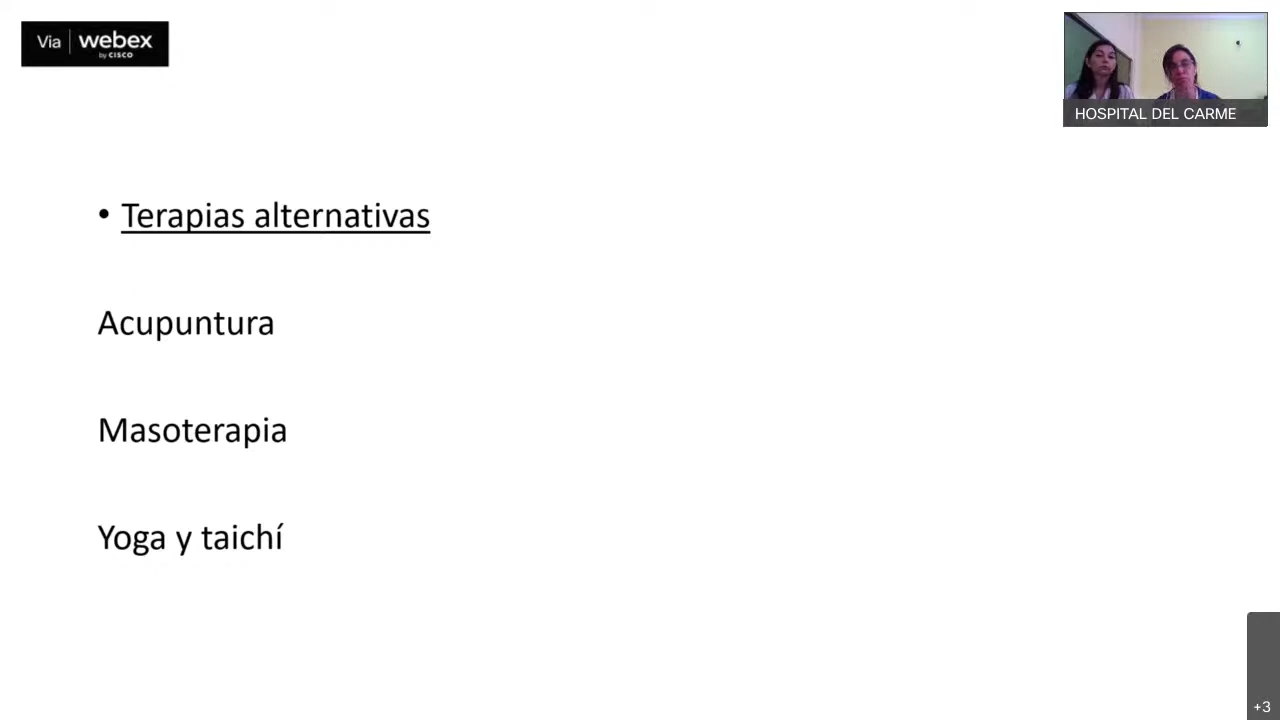 Via webex
by CISCO
HOSPITAL DEL CARME
• Terapias alternativas
Acupuntura
Masoterapia
Yoga y taichí
+3